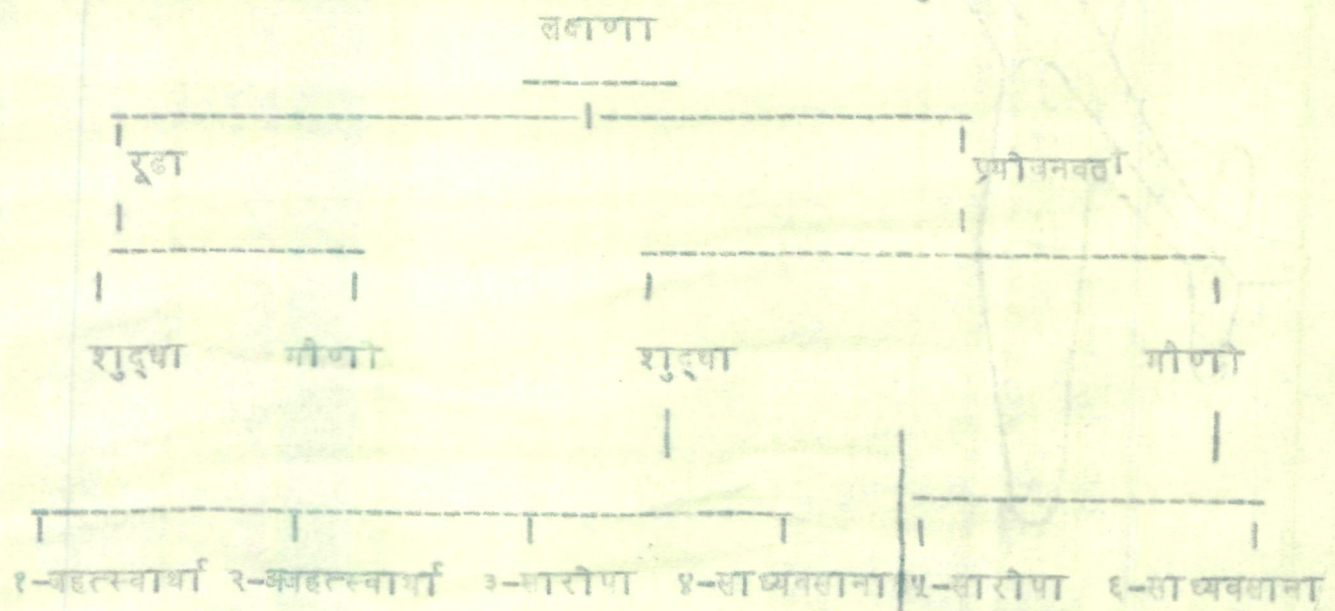 लक्षणा
रूढा प्रयोजनवती
शुद्धा गौणी शुद्धा गौणी
१-जहत्स्वार्था २-अजहत्स्वार्था ३-सारोपा ४-साध्यवसाना ५-सारोपा ६-साध्यवसाना